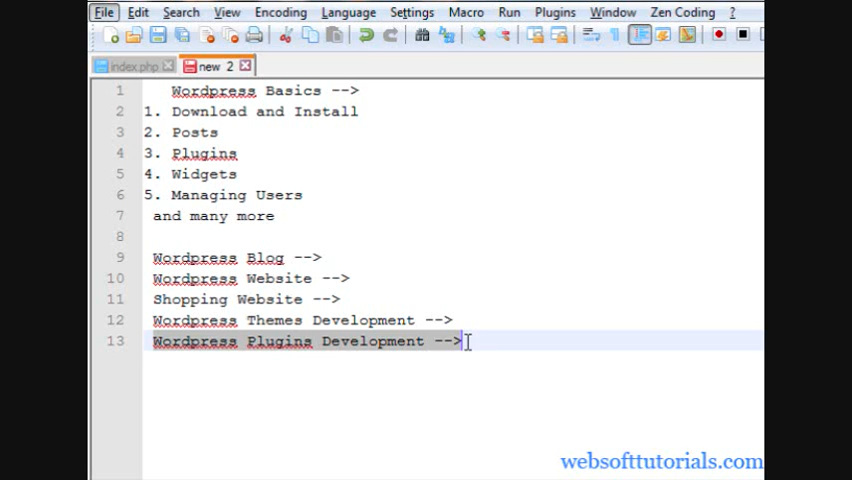 File Edit Search View Encoding Language Settings Macro Run Plugins Window Zen Coding ?
index.php new 2
1 Wordpress Basics -->
2 1. Download and Install
3 2. Posts
4 3. Plugins
5 4. Widgets
6 5. Managing Users
7 and many more
8
9 Wordpress Blog -->
10 Wordpress Website -->
11 Shopping Website -->
12 Wordpress Themes Development -->
13 Wordpress Plugins Development -->
websofttutorials.com